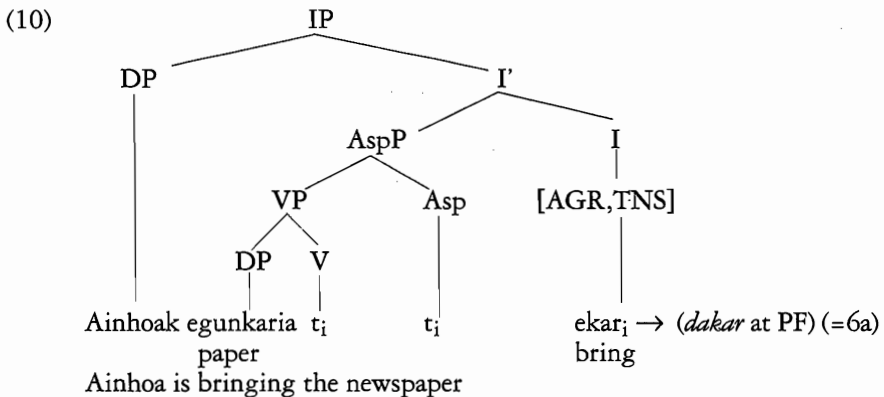 (10) IP
DP I'
AspP I
VP Asp [AGR,TNS]
DP V
Ainhoak egunkaria tᵢ tᵢ ekarᵢ → (dakar at PF) (=6a)
paper bring
Ainhoa is bringing the newspaper